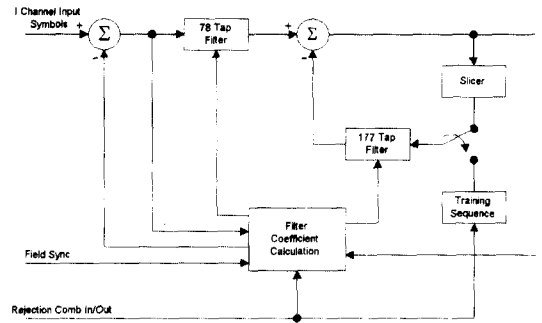 I Channel Input
Symbols
+
Σ
-
78 Tap
Filter
+
Σ
-
Slicer
177 Tap
Filter
Training
Sequence
Filter
Coefficient
Calculation
Field Sync
Rejection Comb In/Out